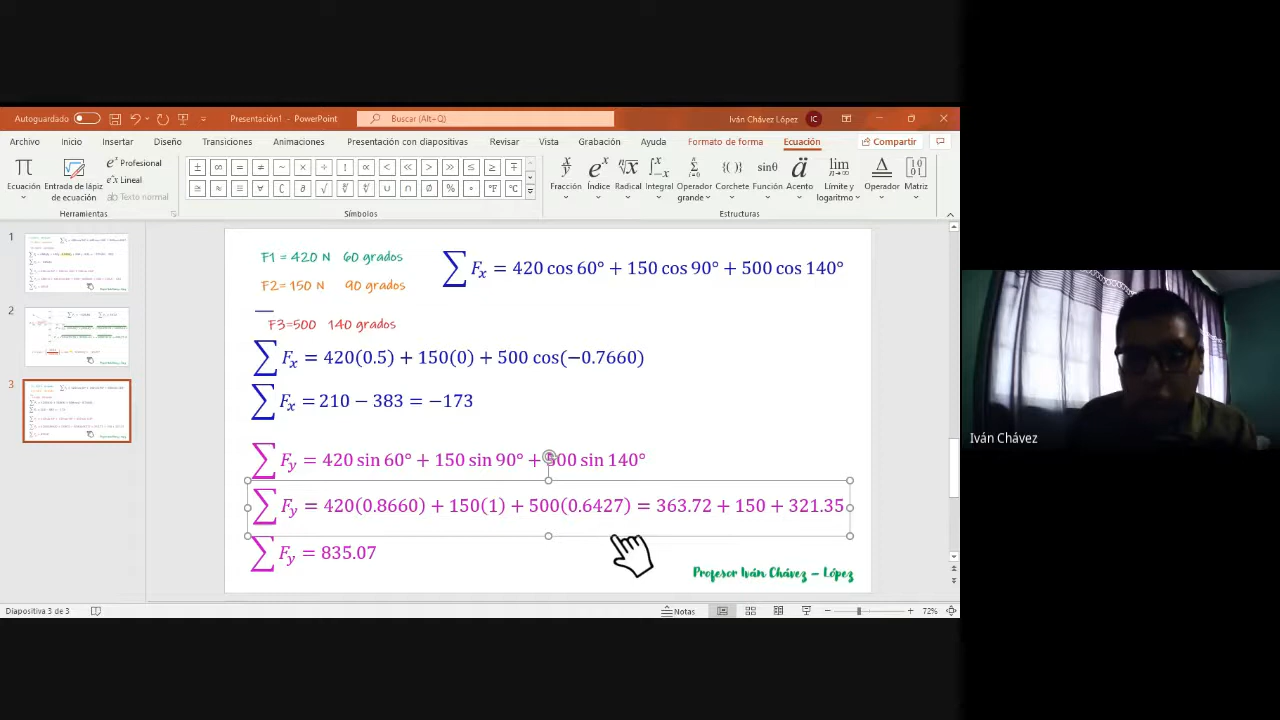 Autoguardado
Presentación1 - PowerPoint
Buscar (Alt+Q)
Iván Chávez López
IC
Archivo Inicio Insertar Diseño Transiciones Animaciones Presentación con diapositivas Revisar Vista Grabación Ayuda Formato de forma Ecuación
Compartir
π Ecuación
Entrada de lápiz de ecuación
Profesional
Lineal
Texto normal
± ∞ = ≠ ~ × ÷ ! ∝ < ≪ > ≫ ≤ ≥ ∓
≅ ≈ ≡ ∀ ∁ ∂ √ ∛ ∜ ∪ ∩ ∅ % ° °F °C
Fracción Índice Radical Integral Operador grande Corchete Función Acento Límite y logaritmo Operador Matriz
Herramientas
Símbolos
Estructuras
1
2
3
F1 = 420 N 60 grados
∑ Fx = 420 cos 60° + 150 cos 90° + 500 cos 140°
F2= 150 N 90 grados
F3=500 140 grados
∑ Fx = 420(0.5) + 150(0) + 500 cos(−0.7660)
∑ Fx = 210 − 383 = −173
∑ Fy = 420 sin 60° + 150 sin 90° + 500 sin 140°
∑ Fy = 420(0.8660) + 150(1) + 500(0.6427) = 363.72 + 150 + 321.35
∑ Fy = 835.07
Profesor Iván Chávez – López
Iván Chávez
Diapositiva 3 de 3
Notas
72%